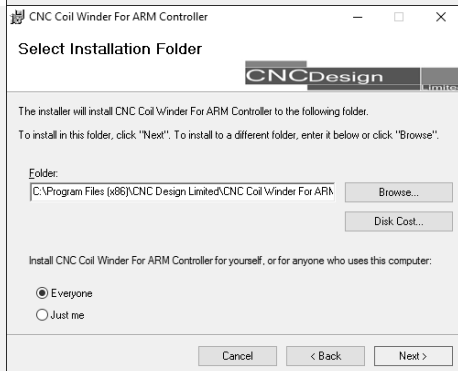 CNC Coil Winder For ARM Controller
Select Installation Folder
CNCDesign
Limite
The installer will install CNC Coil Winder For ARM Controller to the following folder.
To install in this folder, click "Next". To install to a different folder, enter it below or click "Browse".
Folder:
C:\Program Files (x86)\CNC Design Limited\CNC Coil Winder For ARM
Browse...
Disk Cost...
Install CNC Coil Winder For ARM Controller for yourself, or for anyone who uses this computer:
Everyone
Just me
Cancel
< Back
Next >